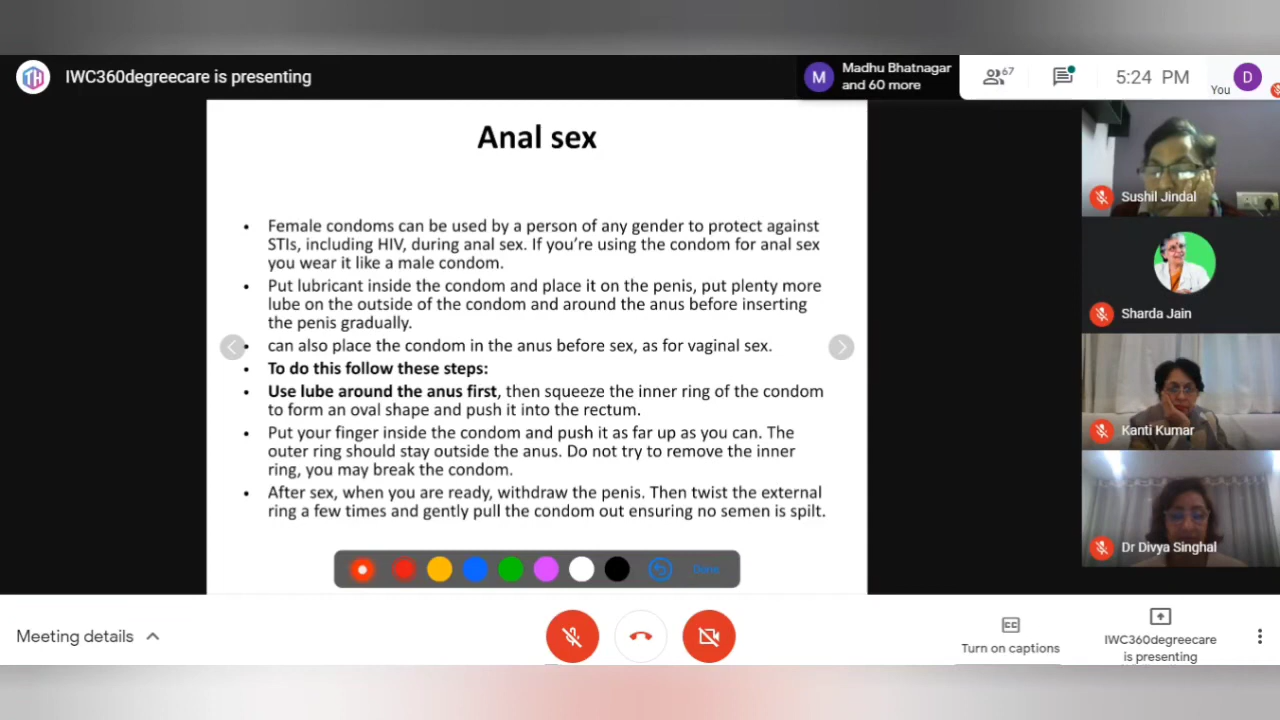 IWC360degreecare is presenting
M
Madhu Bhatnagar
and 60 more
67
5:24 PM
You
D
Anal sex
• Female condoms can be used by a person of any gender to protect against
STIs, including HIV, during anal sex. If you're using the condom for anal sex
you wear it like a male condom.
• Put lubricant inside the condom and place it on the penis, put plenty more
lube on the outside of the condom and around the anus before inserting
the penis gradually.
• can also place the condom in the anus before sex, as for vaginal sex.
• To do this follow these steps:
• Use lube around the anus first, then squeeze the inner ring of the condom
to form an oval shape and push it into the rectum.
• Put your finger inside the condom and push it as far up as you can. The
outer ring should stay outside the anus. Do not try to remove the inner
ring, you may break the condom.
• After sex, when you are ready, withdraw the penis. Then twist the external
ring a few times and gently pull the condom out ensuring no semen is spilt.
Done
Sushil Jindal
Sharda Jain
Kanti Kumar
Dr Divya Singhal
Meeting details
CC
Turn on captions
IWC360degreecare
is presenting